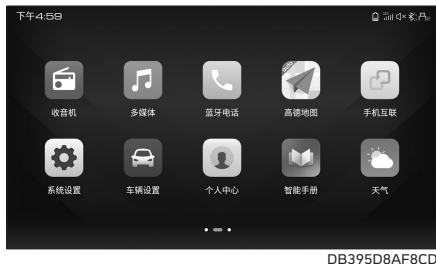 下午4:59
收音机 多媒体 蓝牙电话 高德地图 手机互联
系统设置 车辆设置 个人中心 智能手册 天气
DB395D8AF8CD